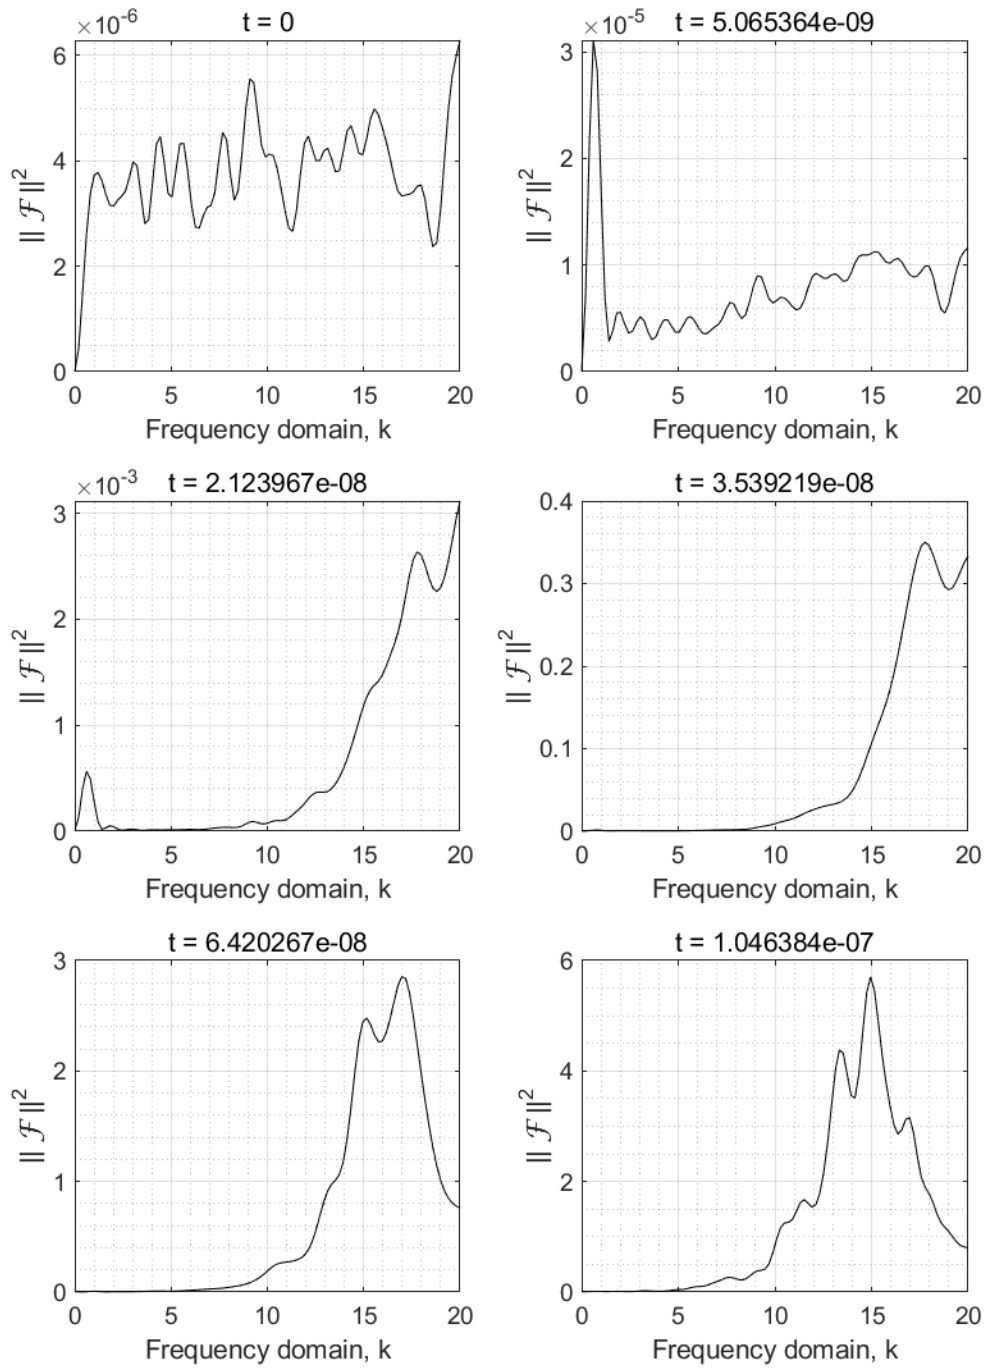 ×10⁻⁶
t = 0
6
4
2
0
|| ℱ ||²
0 5 10 15 20
Frequency domain, k
×10⁻⁵
t = 5.065364e-09
3
2
1
0
|| ℱ ||²
0 5 10 15 20
Frequency domain, k
×10⁻³
t = 2.123967e-08
3
2
1
0
|| ℱ ||²
0 5 10 15 20
Frequency domain, k
t = 3.539219e-08
0.4
0.3
0.2
0.1
0
|| ℱ ||²
0 5 10 15 20
Frequency domain, k
t = 6.420267e-08
3
2
1
0
|| ℱ ||²
0 5 10 15 20
Frequency domain, k
t = 1.046384e-07
6
4
2
0
|| ℱ ||²
0 5 10 15 20
Frequency domain, k